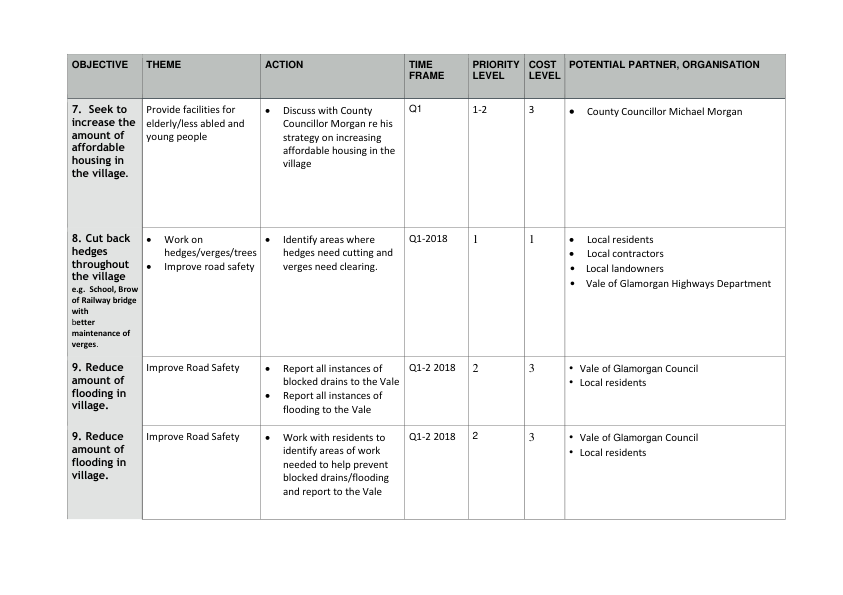 OBJECTIVE THEME ACTION TIME FRAME PRIORITY LEVEL COST LEVEL POTENTIAL PARTNER, ORGANISATION
7. Seek to
increase the
amount of
affordable
housing in
the village.
Provide facilities for
elderly/less abled and
young people
• Discuss with County
Councillor Morgan re his
strategy on increasing
affordable housing in the
village
Q1
1-2
3
• County Councillor Michael Morgan
8. Cut back
hedges
throughout
the village
e.g. School, Brow
of Railway bridge
with
better
maintenance of
verges.
• Work on
hedges/verges/trees
• Improve road safety
• Identify areas where
hedges need cutting and
verges need clearing.
Q1-2018
1
1
• Local residents
• Local contractors
• Local landowners
• Vale of Glamorgan Highways Department
9. Reduce
amount of
flooding in
village.
Improve Road Safety
• Report all instances of
blocked drains to the Vale
• Report all instances of
flooding to the Vale
Q1-2 2018
2
3
• Vale of Glamorgan Council
• Local residents
9. Reduce
amount of
flooding in
village.
Improve Road Safety
• Work with residents to
identify areas of work
needed to help prevent
blocked drains/flooding
and report to the Vale
Q1-2 2018
2
3
• Vale of Glamorgan Council
• Local residents